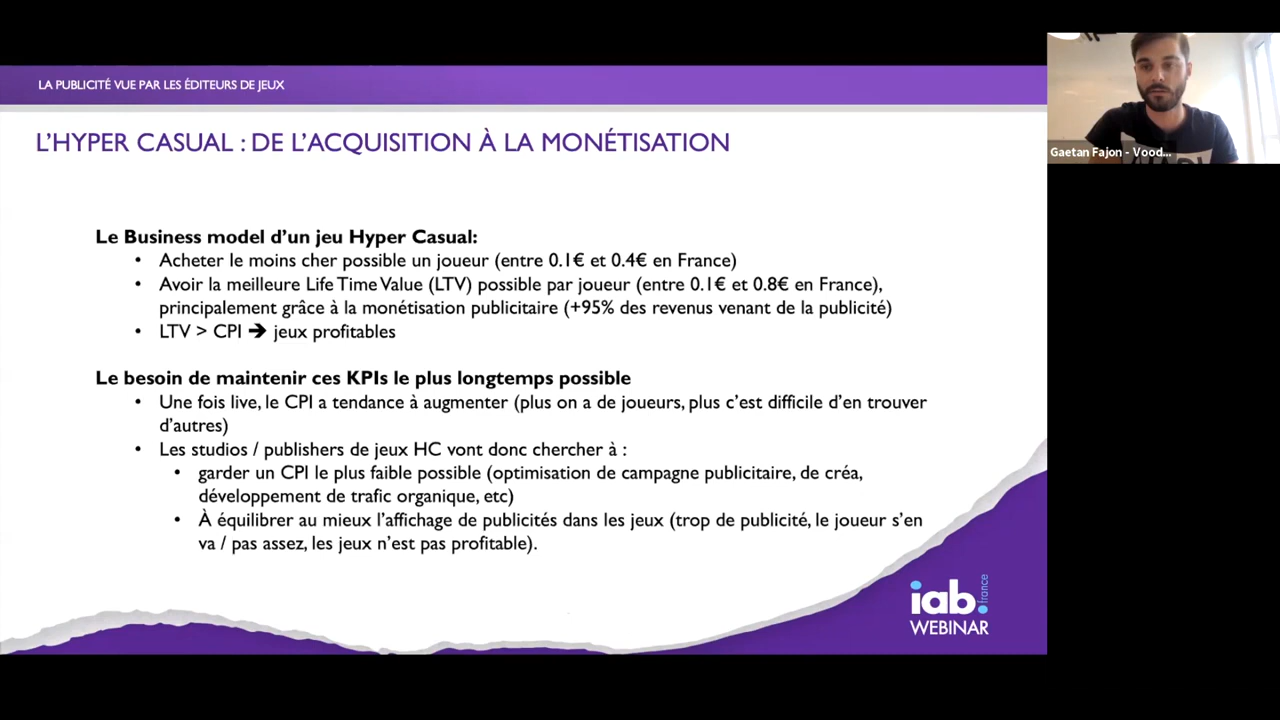 LA PUBLICITÉ VUE PAR LES ÉDITEURS DE JEUX
L'HYPER CASUAL : DE L'ACQUISITION À LA MONÉTISATION
Le Business model d'un jeu Hyper Casual:
• Acheter le moins cher possible un joueur (entre 0.1€ et 0.4€ en France)
• Avoir la meilleure Life Time Value (LTV) possible par joueur (entre 0.1€ et 0.8€ en France),
principalement grâce à la monétisation publicitaire (+95% des revenus venant de la publicité)
• LTV > CPI ➔ jeux profitables
Le besoin de maintenir ces KPIs le plus longtemps possible
• Une fois live, le CPI a tendance à augmenter (plus on a de joueurs, plus c'est difficile d'en trouver
d'autres)
• Les studios / publishers de jeux HC vont donc chercher à :
• garder un CPI le plus faible possible (optimisation de campagne publicitaire, de créa,
développement de trafic organique, etc)
• À équilibrer au mieux l'affichage de publicités dans les jeux (trop de publicité, le joueur s'en
va / pas assez, les jeux n'est pas profitable).
iab.
france
WEBINAR
Gaetan Fajon - Vood...